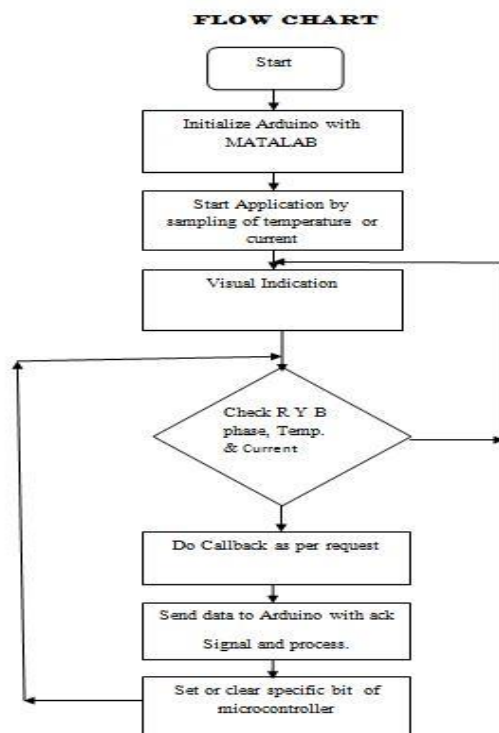 FLOW CHART
Start
Initialize Arduino with
MATALAB
Start Application by
sampling of temperature or
current
Visual Indication
Check R Y B
phase, Temp.
& Current
Do Callback as per request
Send data to Arduino with ack
Signal and process.
Set or clear specific bit of
microcontroller